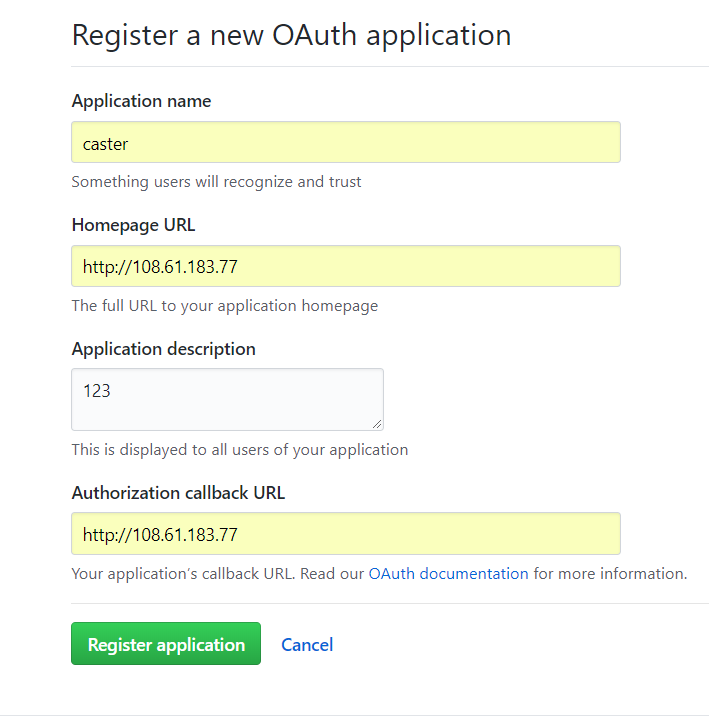 Register a new OAuth application
Application name
caster
Something users will recognize and trust
Homepage URL
http://108.61.183.77
The full URL to your application homepage
Application description
123
This is displayed to all users of your application
Authorization callback URL
http://108.61.183.77
Your application’s callback URL. Read our OAuth documentation for more information.
Register application Cancel